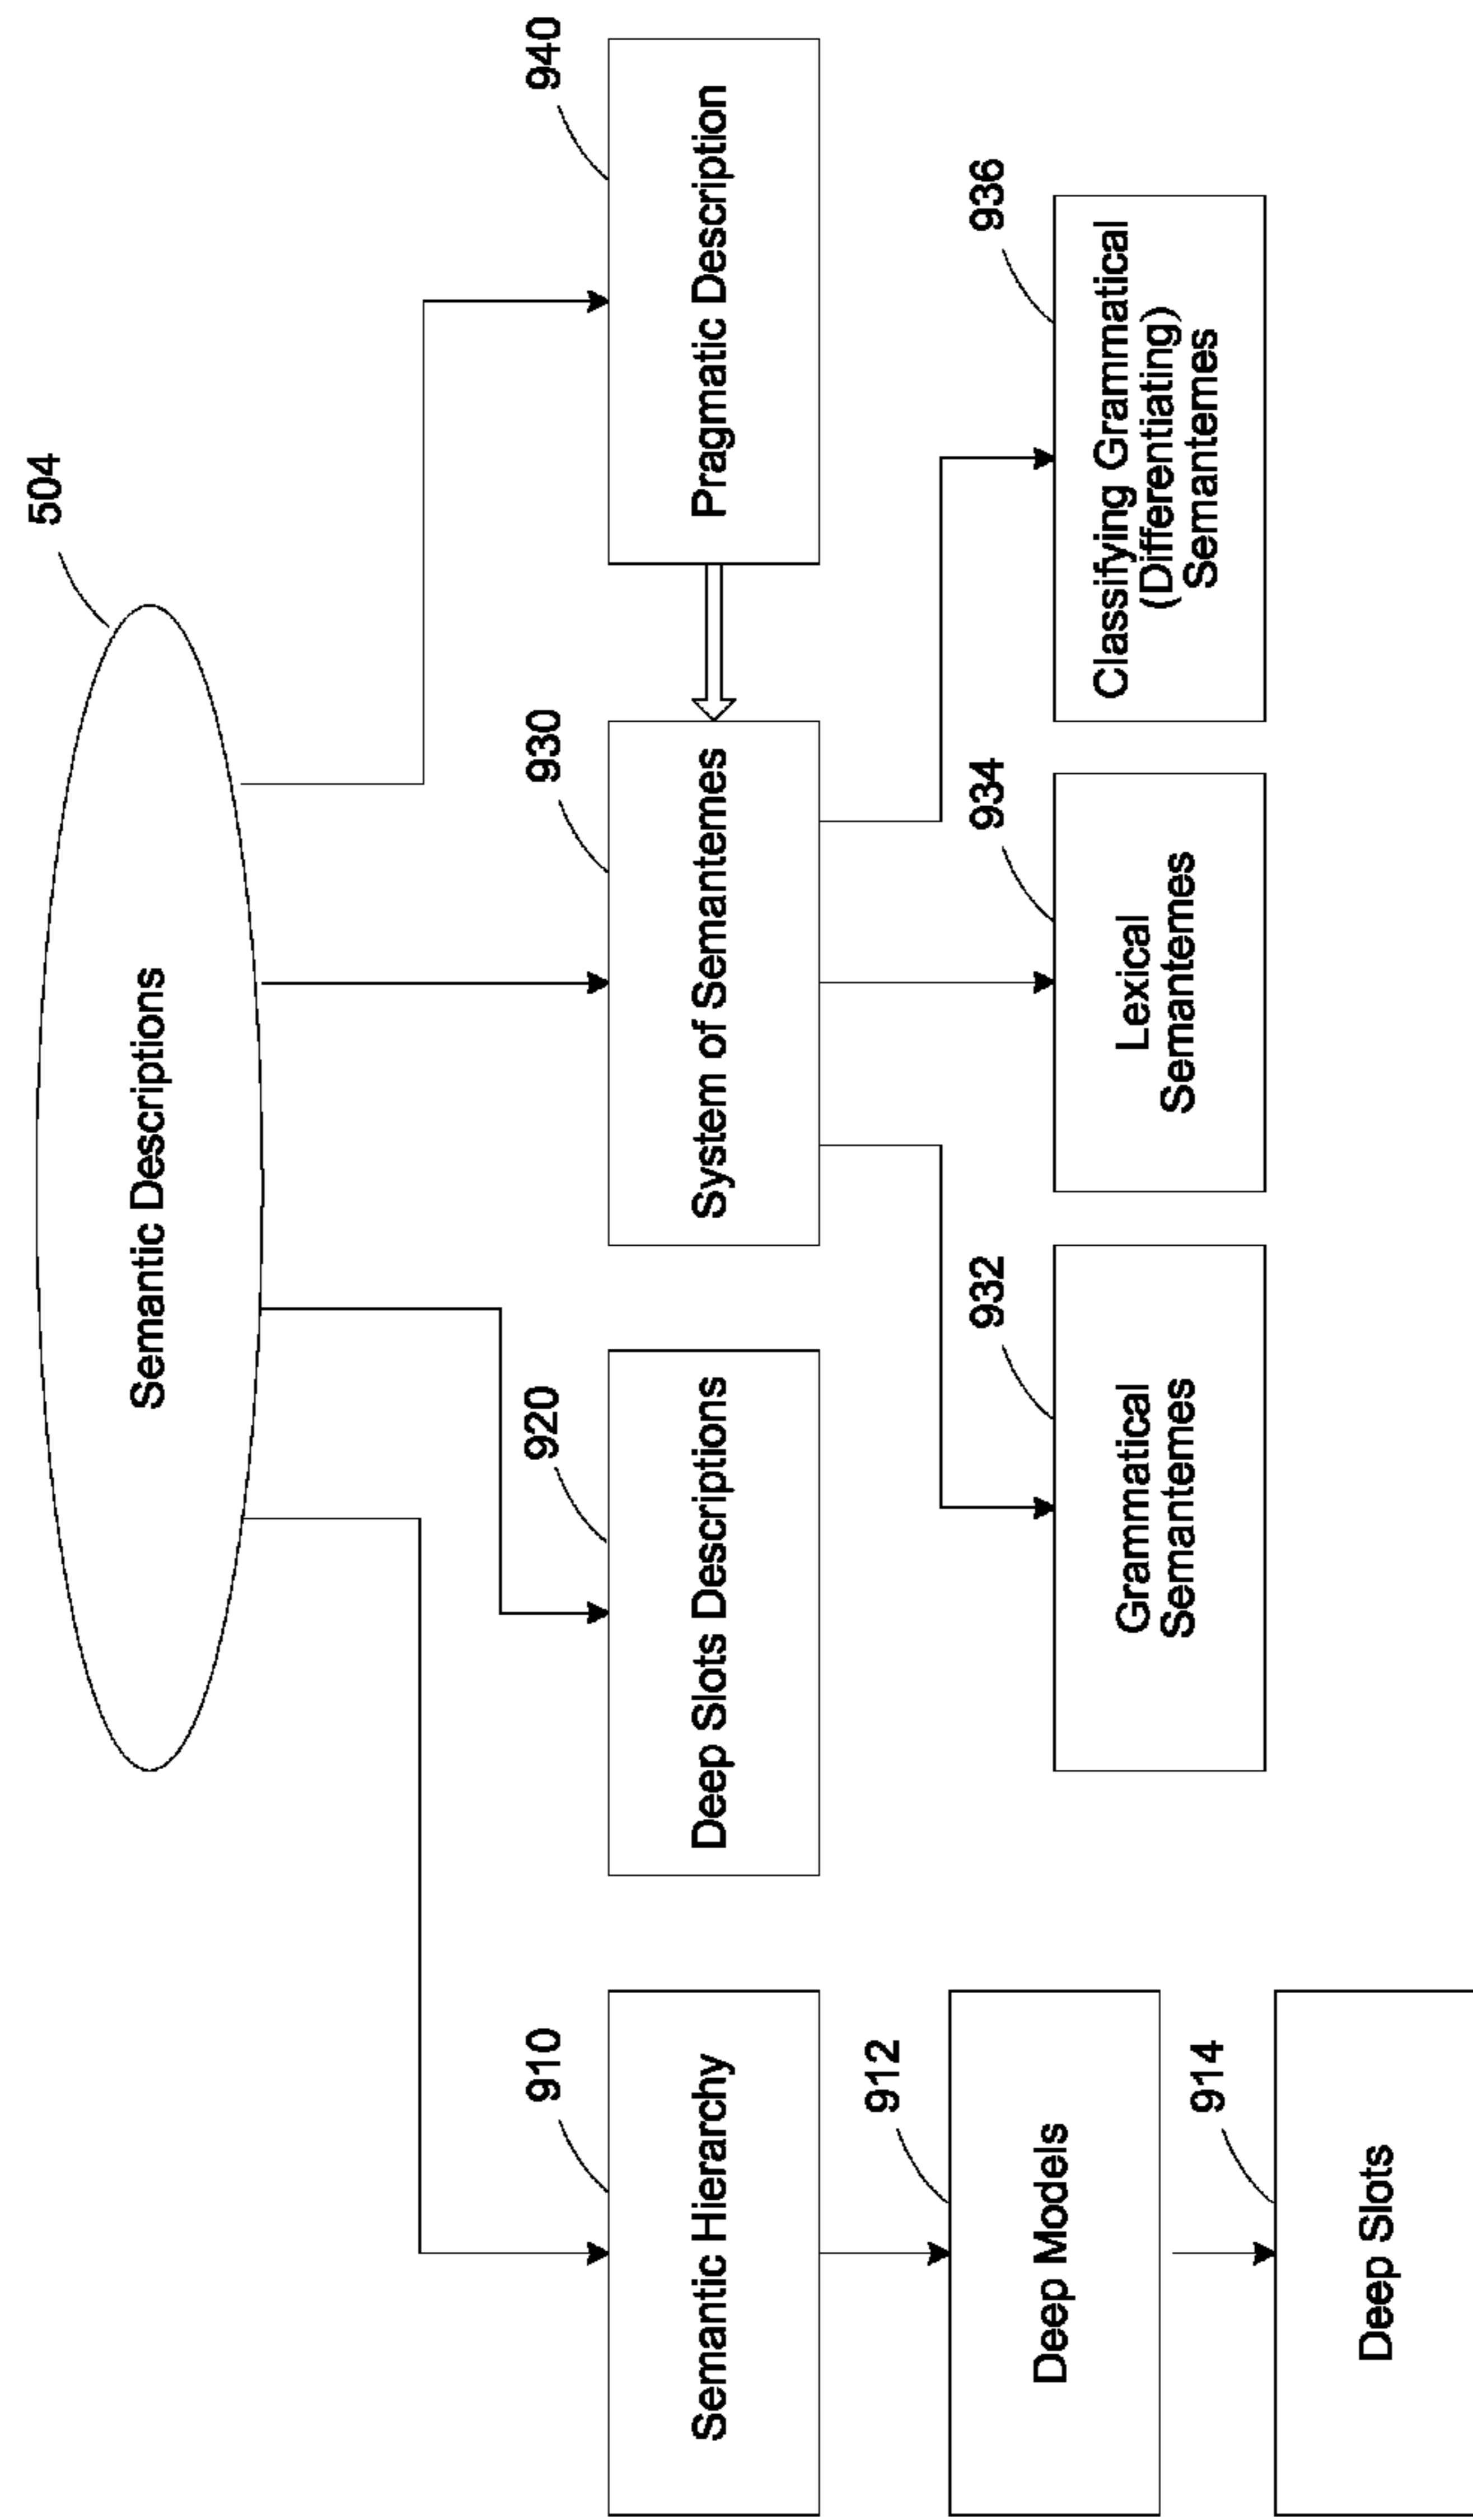 504
Semantic Descriptions
910
920
930
940
Semantic Hierarchy
Deep Slots Descriptions
System of Semantemes
Pragmatic Description
912
932
934
936
Deep Models
Grammatical
Semantemes
Lexical
Semantemes
Classifying Grammatical
(Differentiating)
Semantemes
914
Deep Slots